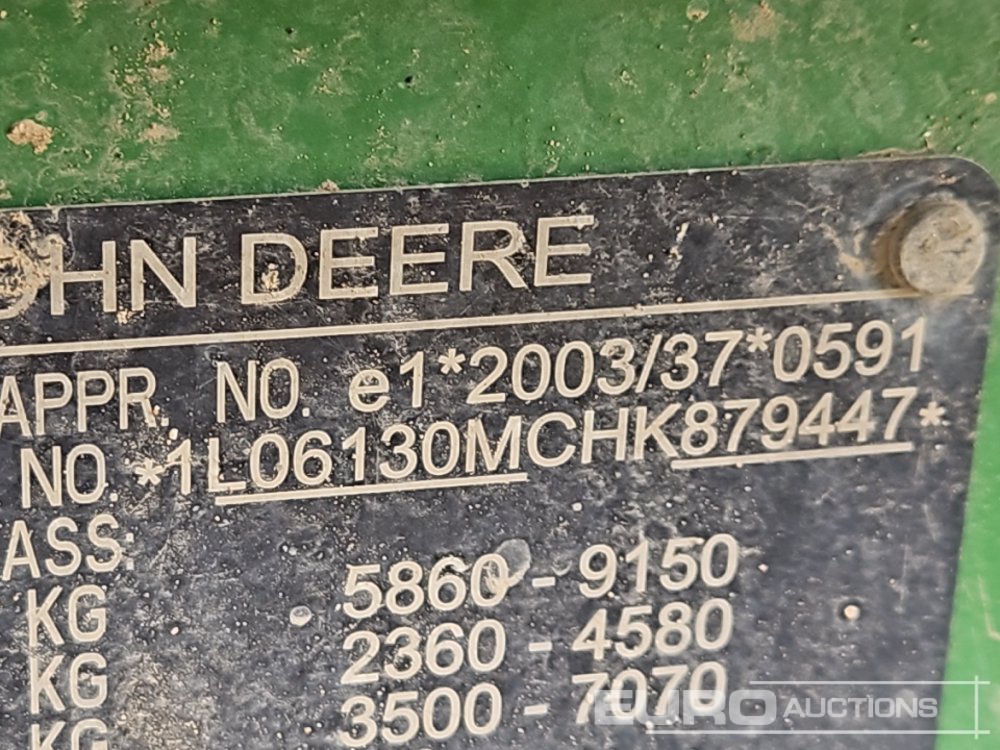 OHN DEERE
APPR. NO. e1*2003/37*0591
NO. *1L06130MCHK879447*
ASS:
KG 5860 - 9150
KG 2360 - 4580
KG 3500 - 7070
EURO AUCTIONS